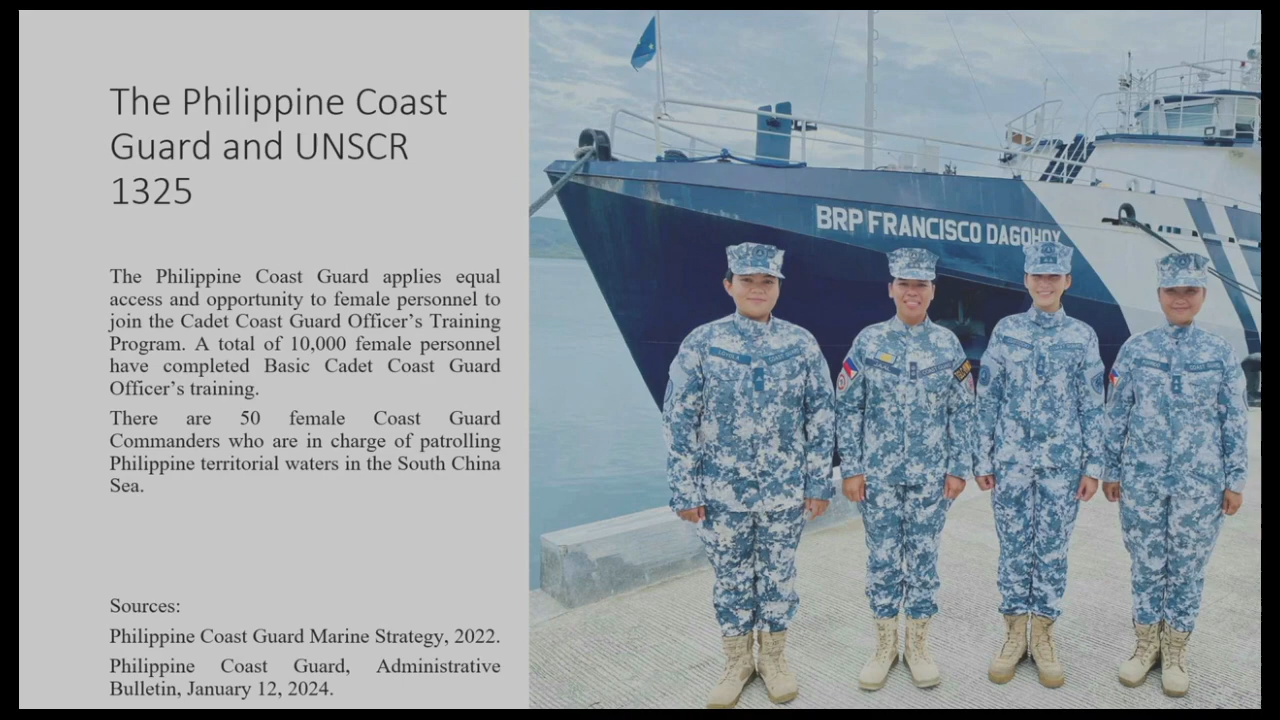 The Philippine Coast
Guard and UNSCR
1325
The Philippine Coast Guard applies equal
access and opportunity to female personnel to
join the Cadet Coast Guard Officer's Training
Program. A total of 10,000 female personnel
have completed Basic Cadet Coast Guard
Officer's training.
There are 50 female Coast Guard
Commanders who are in charge of patrolling
Philippine territorial waters in the South China
Sea.
Sources:
Philippine Coast Guard Marine Strategy, 2022.
Philippine Coast Guard, Administrative
Bulletin, January 12, 2024.
BRP FRANCISCO DAGOHOY